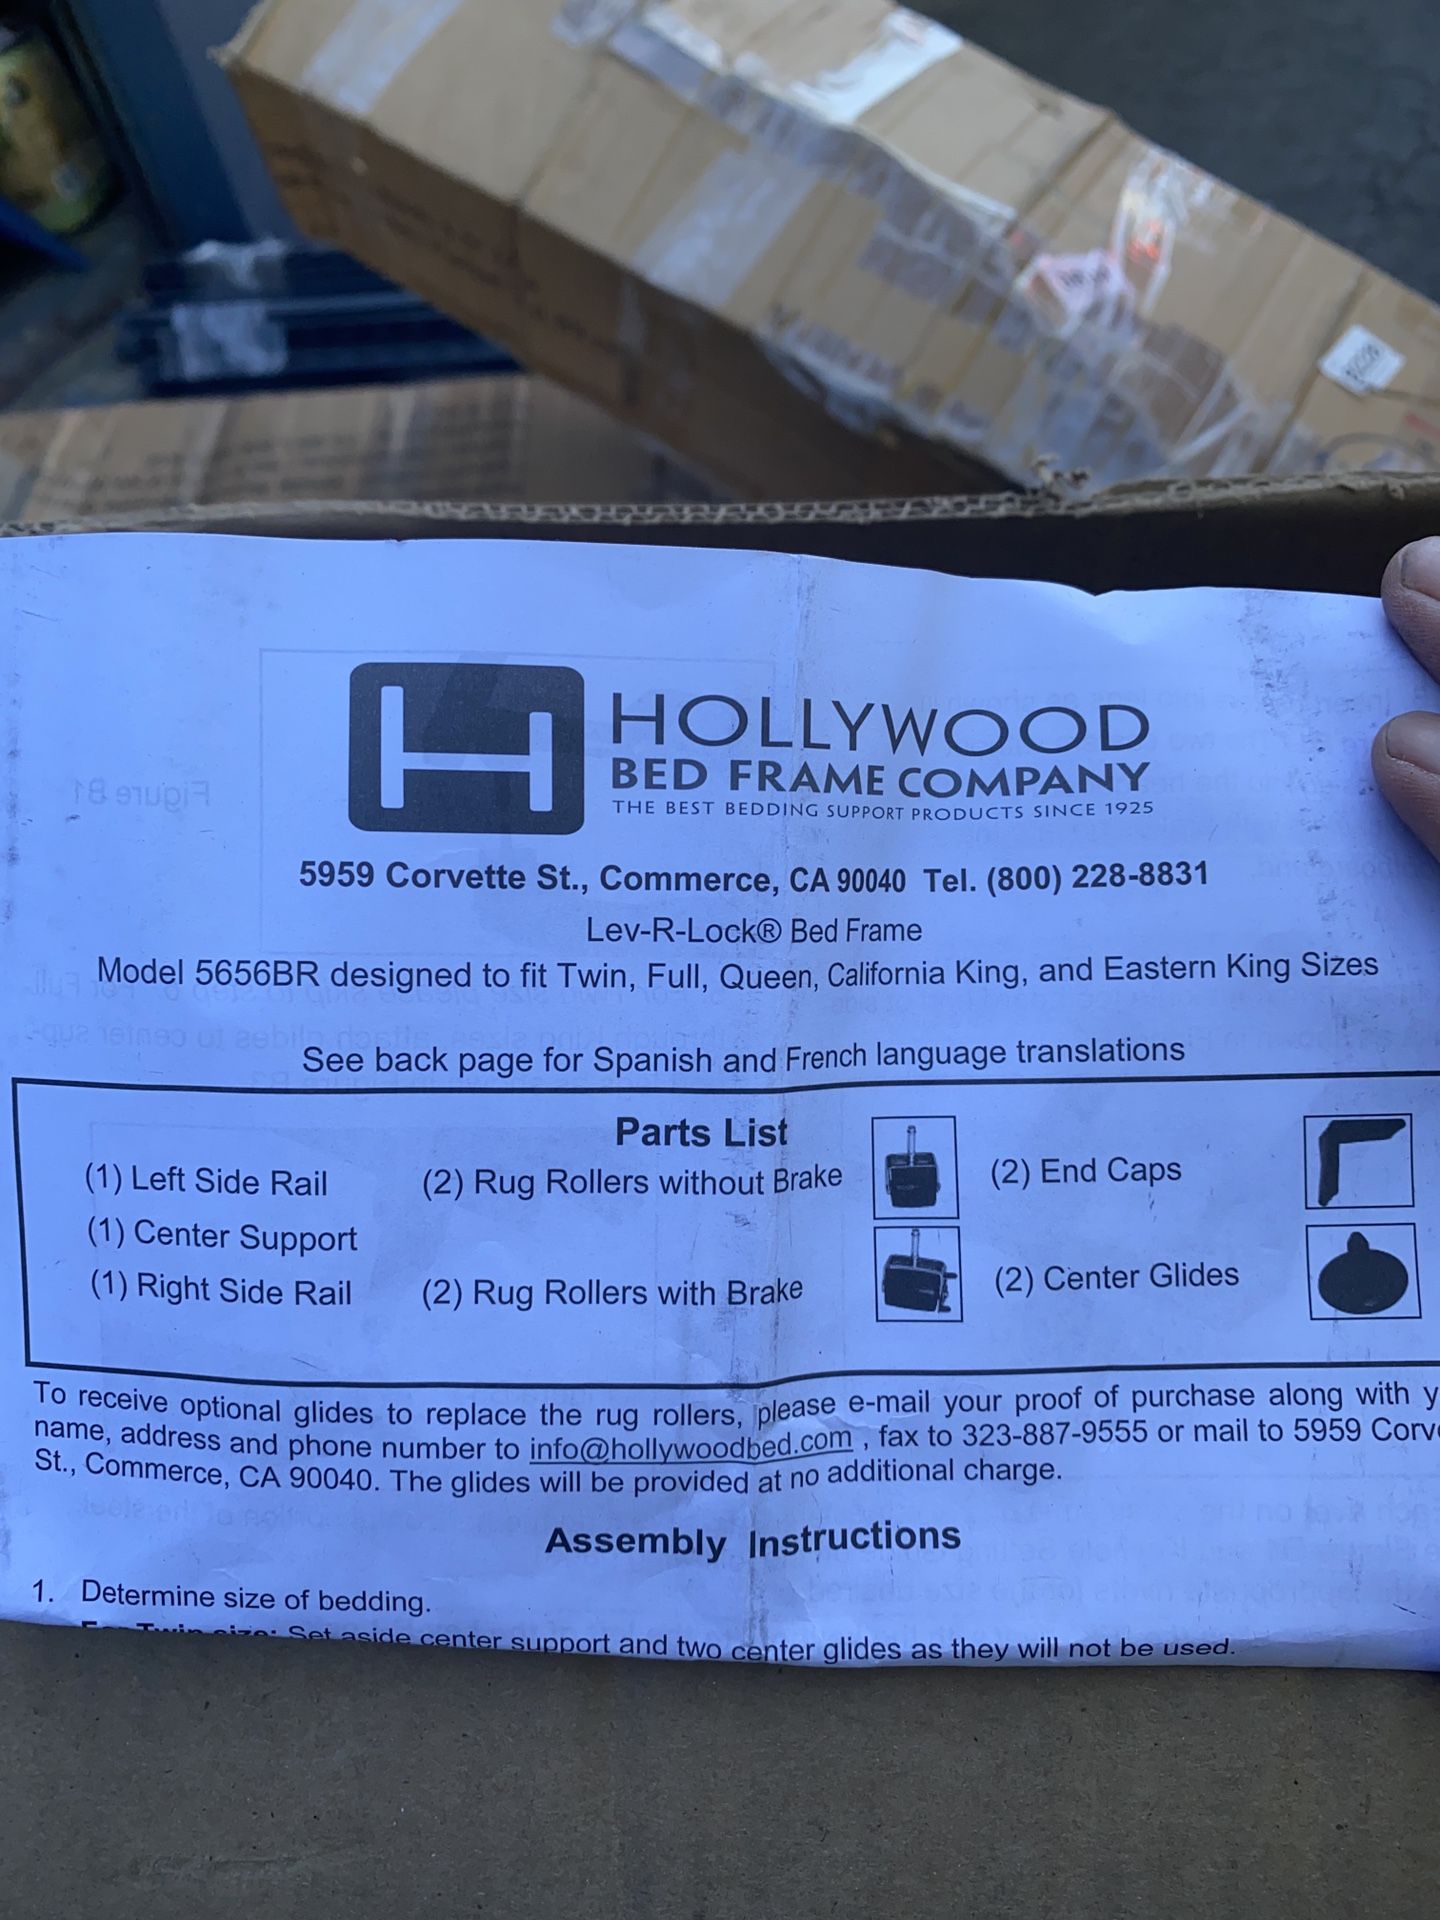 HOLLYWOOD
BED FRAME COMPANY
THE BEST BEDDING SUPPORT PRODUCTS SINCE 1925
5959 Corvette St., Commerce, CA 90040 Tel. (800) 228-8831
Lev-R-Lock® Bed Frame
Model 5656BR designed to fit Twin, Full, Queen, California King, and Eastern King Sizes
See back page for Spanish and French language translations
Parts List
(1) Left Side Rail (2) Rug Rollers without Brake (2) End Caps
(1) Center Support
(1) Right Side Rail (2) Rug Rollers with Brake (2) Center Glides
To receive optional glides to replace the rug rollers, please e-mail your proof of purchase along with y
name, address and phone number to info@hollywoodbed.com , fax to 323-887-9555 or mail to 5959 Corv
St., Commerce, CA 90040. The glides will be provided at no additional charge.
Assembly Instructions
1. Determine size of bedding.
For Twin size: Set aside center support and two center glides as they will not be used.
Figure B1